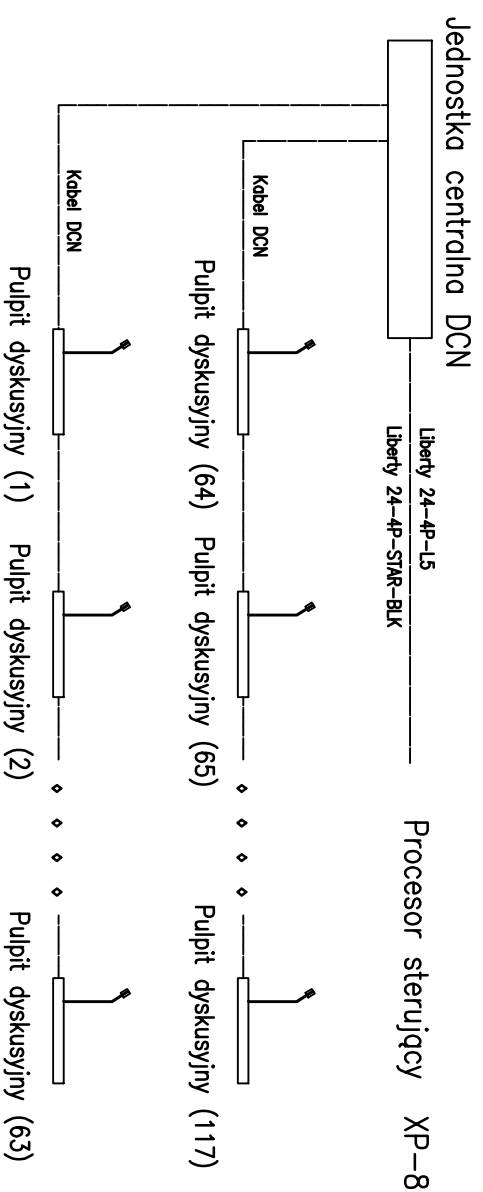 Jednostka centralna DCN
Liberty 24-4P-L5
Liberty 24-4P-STAR-BLK
Procesor sterujący XP-8
Kabel DCN
Pulpit dyskusyjny (64)
Pulpit dyskusyjny (65)
Pulpit dyskusyjny (117)
Kabel DCN
Pulpit dyskusyjny (1)
Pulpit dyskusyjny (2)
Pulpit dyskusyjny (63)